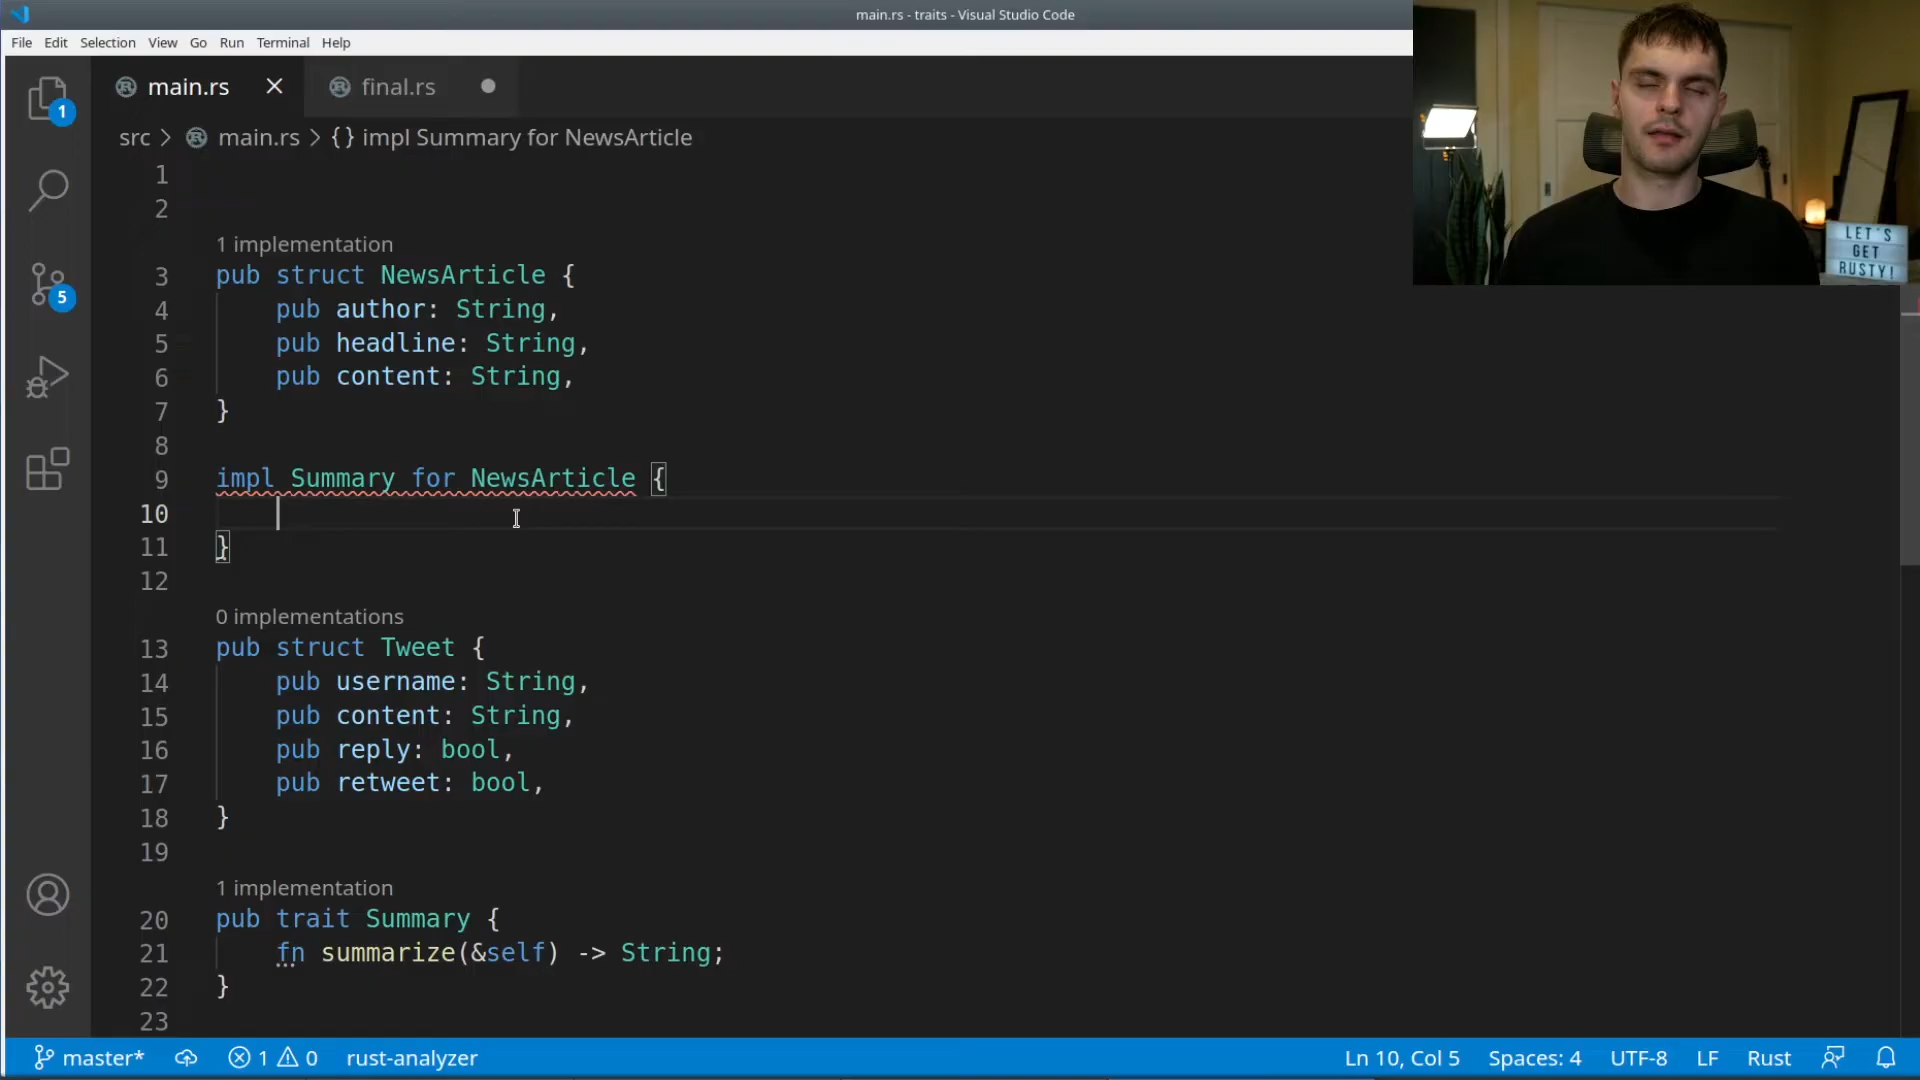 main.rs - traits - Visual Studio Code
File Edit Selection View Go Run Terminal Help
main.rs final.rs
1
src > main.rs > {} impl Summary for NewsArticle
1
2
1 implementation
3 pub struct NewsArticle {
4 pub author: String,
5 pub headline: String,
6 pub content: String,
7 }
8
9 impl Summary for NewsArticle {
10
11 }
12
0 implementations
13 pub struct Tweet {
14 pub username: String,
15 pub content: String,
16 pub reply: bool,
17 pub retweet: bool,
18 }
19
1 implementation
20 pub trait Summary {
21 fn summarize(&self) -> String;
22 }
23
5
LET'S
GET
RUSTY!
master* 1 0 rust-analyzer Ln 10, Col 5 Spaces: 4 UTF-8 LF Rust